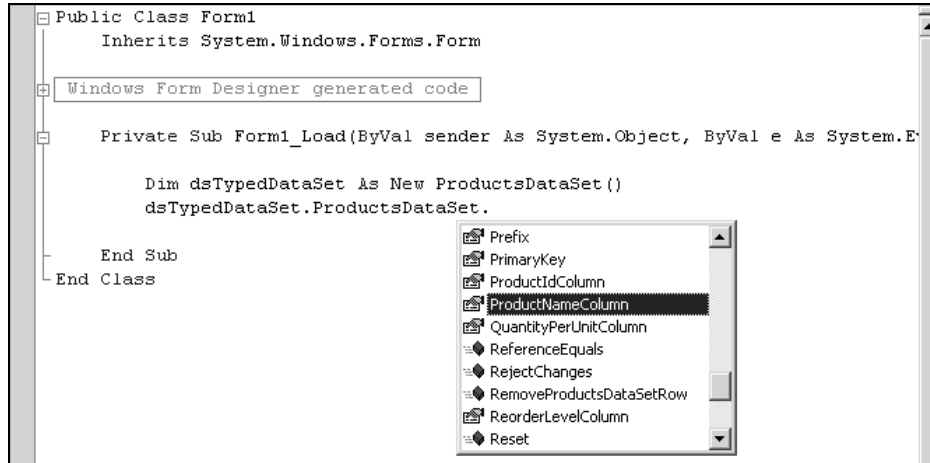 Public Class Form1
Inherits System.Windows.Forms.Form
Windows Form Designer generated code
Private Sub Form1_Load(ByVal sender As System.Object, ByVal e As System.E
Dim dsTypedDataSet As New ProductsDataSet()
dsTypedDataSet.ProductsDataSet.
Prefix
PrimaryKey
ProductIdColumn
ProductNameColumn
QuantityPerUnitColumn
ReferenceEquals
RejectChanges
RemoveProductsDataSetRow
ReorderLevelColumn
Reset
End Sub
End Class